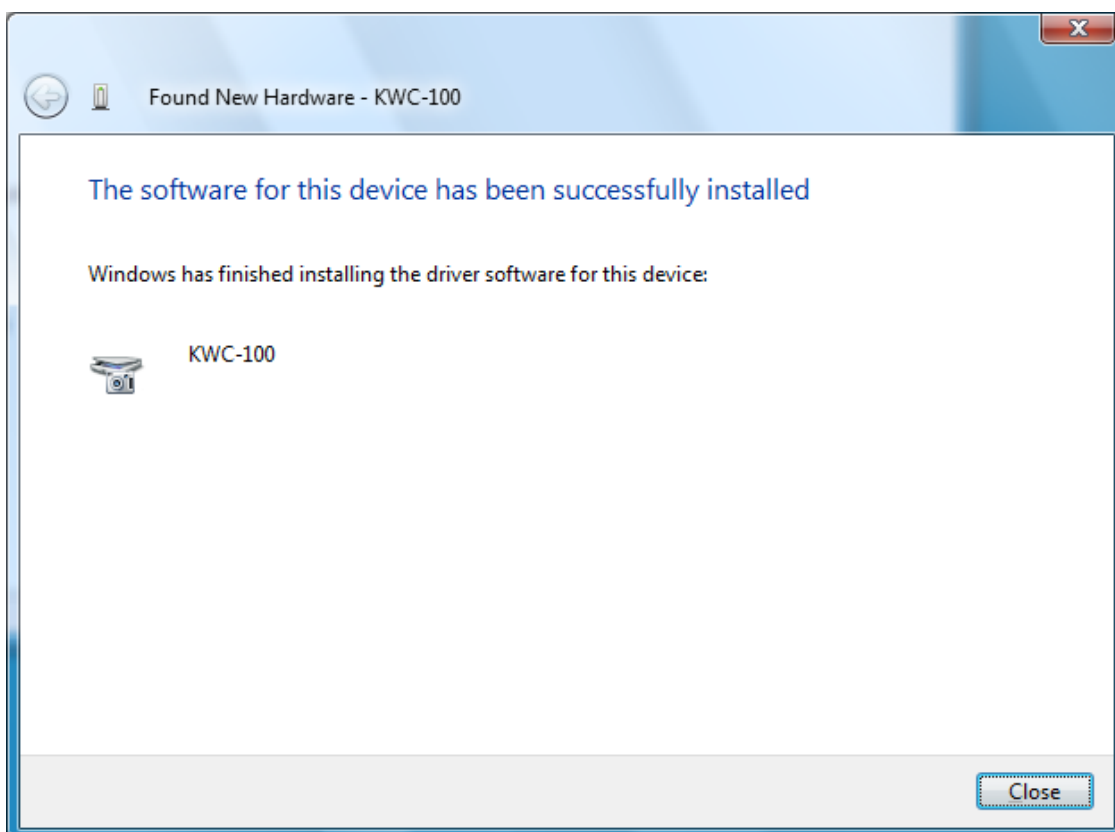 Found New Hardware - KWC-100
The software for this device has been successfully installed
Windows has finished installing the driver software for this device:
KWC-100
Close